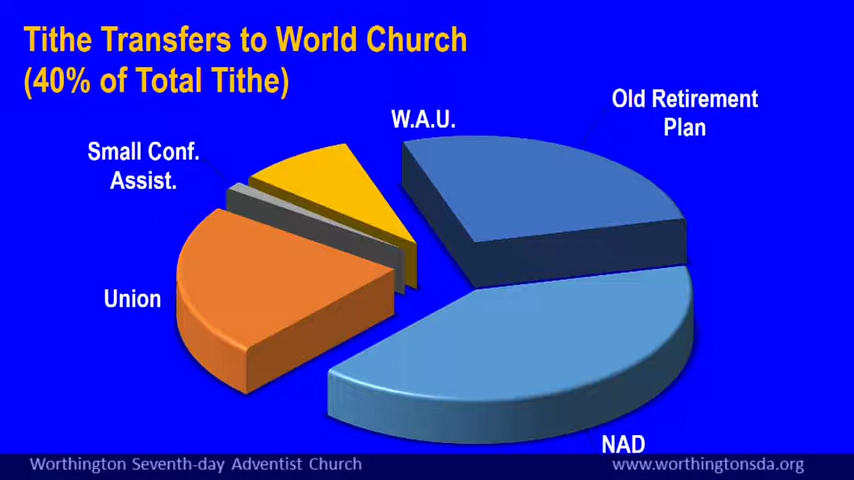 Tithe Transfers to World Church
(40% of Total Tithe)
W.A.U.
Old Retirement
Plan
Small Conf.
Assist.
Union
NAD
Worthington Seventh-day Adventist Church
www.worthingtonsda.org